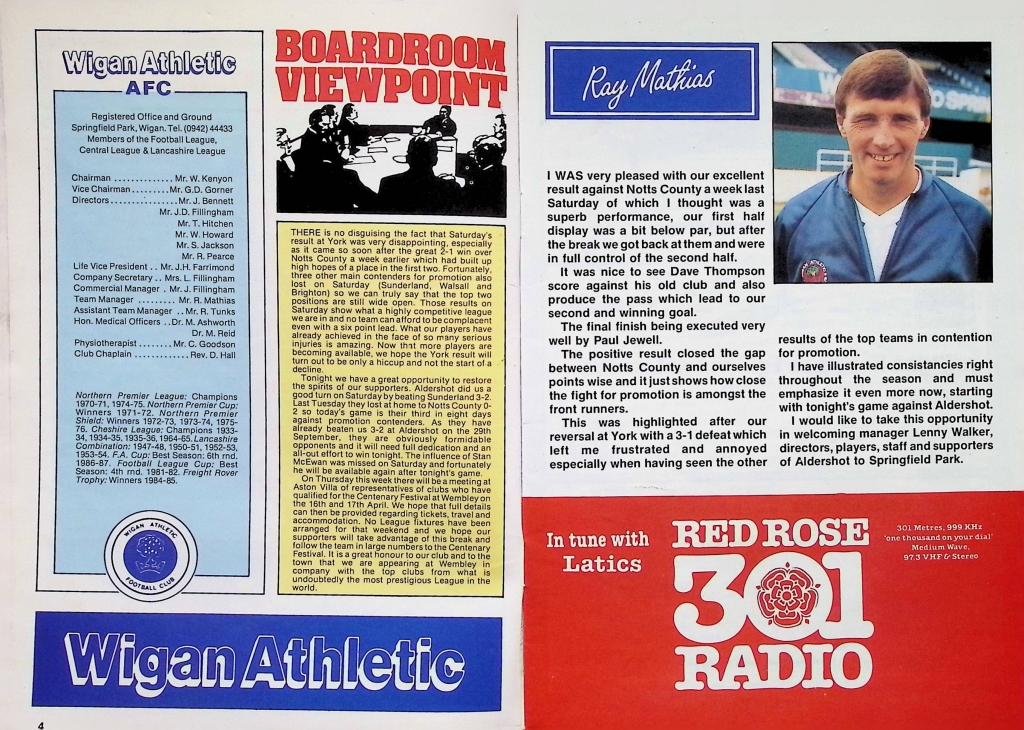 Wigan Athletic
AFC
Registered Office and Ground
Springfield Park, Wigan. Tel. (0942) 44433
Members of the Football League,
Central League & Lancashire League
Chairman .............. Mr. W. Kenyon
Vice Chairman ......... Mr. G.D. Gorner
Directors ................ Mr. J. Bennett
Mr. J.D. Fillingham
Mr. T. Hitchen
Mr. W. Howard
Mr. S. Jackson
Mr. R. Pearce
Life Vice President .. Mr. J.H. Farrimond
Company Secretary .. Mrs. L. Fillingham
Commercial Manager . Mr. J. Fillingham
Team Manager ......... Mr. R. Mathias
Assistant Team Manager .. Mr. R. Tunks
Hon. Medical Officers .. Dr. M. Ashworth
Dr. M. Reid
Physiotherapist ........ Mr. C. Goodson
Club Chaplain ............. Rev. D. Hall
Northern Premier League: Champions
1970-71, 1974-75. Northern Premier Cup:
Winners 1971-72. Northern Premier
Shield: Winners 1972-73, 1973-74, 1975-
76. Cheshire League: Champions 1933-
34, 1934-35, 1935-36, 1964-65. Lancashire
Combination: 1947-48, 1950-51, 1952-53,
1953-54. F.A. Cup: Best Season: 6th rnd.
1986-87. Football League Cup: Best
Season: 4th rnd. 1981-82. Freight Rover
Trophy: Winners 1984-85.
WIGAN ATHLETIC
FOOTBALL CLUB
BOARDROOM
VIEWPOINT
THERE is no disguising the fact that Saturday's
result at York was very disappointing, especially
as it came so soon after the great 2-1 win over
Notts County a week earlier which had built up
high hopes of a place in the first two. Fortunately,
three other main contenders for promotion also
lost on Saturday (Sunderland, Walsall and
Brighton) so we can truly say that the top two
positions are still wide open. Those results on
Saturday show what a highly competitive league
we are in and no team can afford to be complacent
even with a six point lead. What our players have
already achieved in the face of so many serious
injuries is amazing. Now that more players are
becoming available, we hope the York result will
turn out to be only a hiccup and not the start of a
decline.
Tonight we have a great opportunity to restore
the spirits of our supporters. Aldershot did us a
good turn on Saturday by beating Sunderland 3-2.
Last Tuesday they lost at home to Notts County 0-
2 so today's game is their third in eight days
against promotion contenders. As they have
already beaten us 3-2 at Aldershot on the 29th
September, they are obviously formidable
opponents and it will need full dedication and an
all-out effort to win tonight. The influence of Stan
McEwan was missed on Saturday and fortunately
he will be available again after tonight's game.
On Thursday this week there will be a meeting at
Aston Villa of representatives of clubs who have
qualified for the Centenary Festival at Wembley on
the 16th and 17th April. We hope that full details
can then be provided regarding tickets, travel and
accommodation. No League fixtures have been
arranged for that weekend and we hope our
supporters will take advantage of this break and
follow the team in large numbers to the Centenary
Festival. It is a great honour to our club and to the
town that we are appearing at Wembley in
company with the top clubs from what is
undoubtedly the most prestigious League in the
world.
Wigan Athletic
4
Ray Mathias
I WAS very pleased with our excellent
result against Notts County a week last
Saturday of which I thought was a
superb performance, our first half
display was a bit below par, but after
the break we got back at them and were
in full control of the second half.
It was nice to see Dave Thompson
score against his old club and also
produce the pass which lead to our
second and winning goal.
The final finish being executed very
well by Paul Jewell.
The positive result closed the gap
between Notts County and ourselves
points wise and it just shows how close
the fight for promotion is amongst the
front runners.
This was highlighted after our
reversal at York with a 3-1 defeat which
left me frustrated and annoyed
especially when having seen the other
results of the top teams in contention
for promotion.
I have illustrated consistancies right
throughout the season and must
emphasize it even more now, starting
with tonight's game against Aldershot.
I would like to take this opportunity
in welcoming manager Lenny Walker,
directors, players, staff and supporters
of Aldershot to Springfield Park.
In tune with
Latics
RED ROSE
301
RADIO
301 Metres, 999 KHz
'one thousand on your dial'
Medium Wave,
97.3 VHF & Stereo